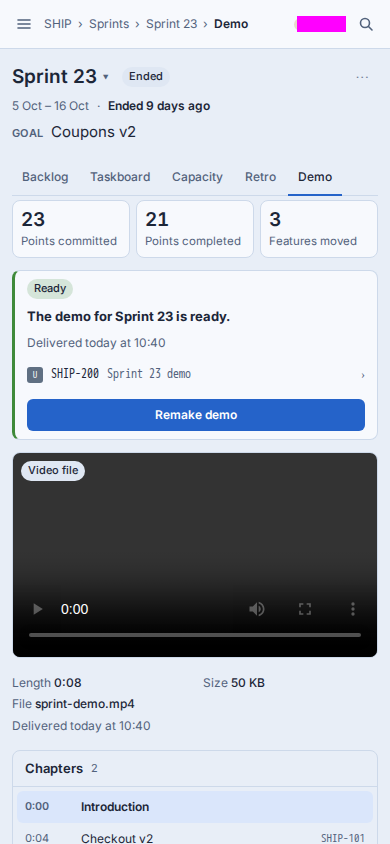 SHIP › Sprints › Sprint 23 › Demo
Sprint 23 ▾ Ended ...
5 Oct – 16 Oct · Ended 9 days ago
GOAL Coupons v2
Backlog Taskboard Capacity Retro Demo
23 21 3
Points committed Points completed Features moved
Ready
The demo for Sprint 23 is ready.
Delivered today at 10:40
U SHIP-200 Sprint 23 demo ›
Remake demo
Video file
0:00
Length 0:08 Size 50 KB
File sprint-demo.mp4
Delivered today at 10:40
Chapters 2
0:00 Introduction
0:04 Checkout v2 SHIP-101